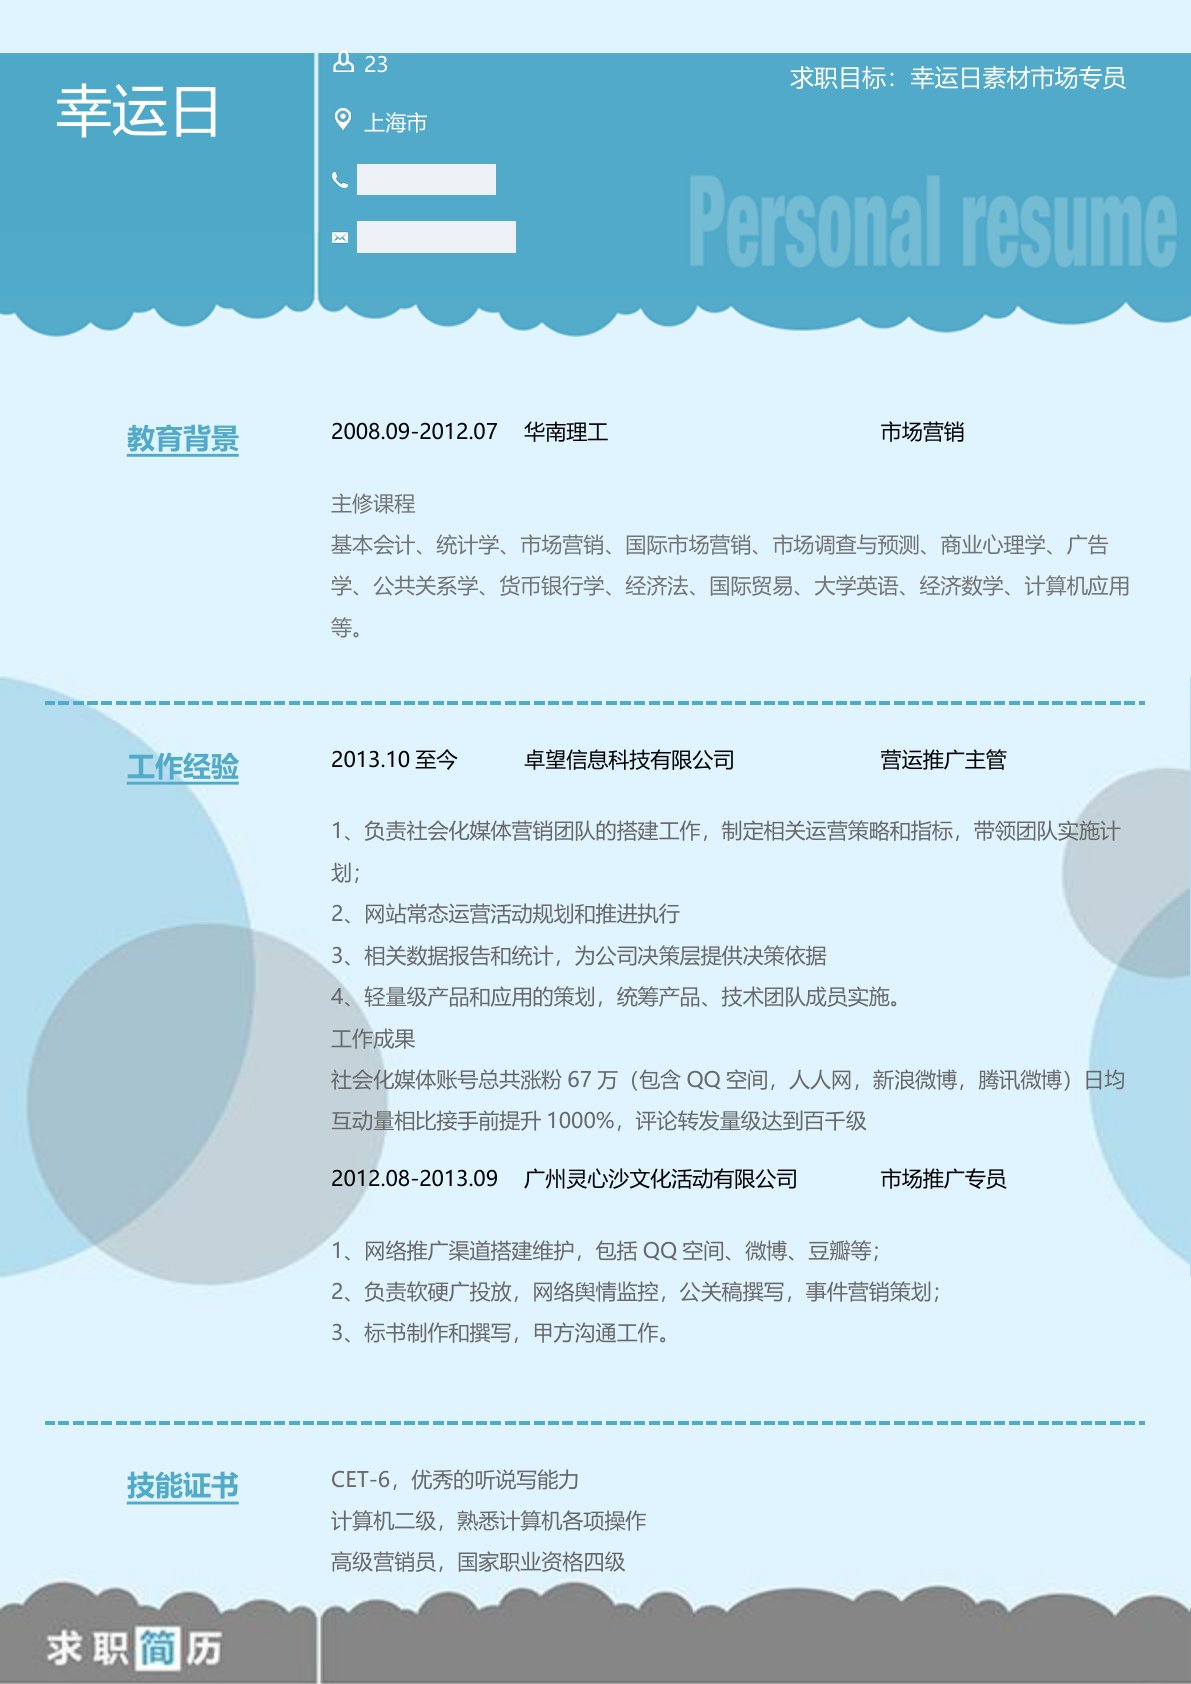 幸运日
23
上海市
求职目标：幸运日素材市场专员
Personal resume
教育背景
2008.09-2012.07 华南理工 市场营销
主修课程
基本会计、统计学、市场营销、国际市场营销、市场调查与预测、商业心理学、广告
学、公共关系学、货币银行学、经济法、国际贸易、大学英语、经济数学、计算机应用
等。
工作经验
2013.10 至今 卓望信息科技有限公司 营运推广主管
1、负责社会化媒体营销团队的搭建工作，制定相关运营策略和指标，带领团队实施计
划；
2、网站常态运营活动规划和推进执行
3、相关数据报告和统计，为公司决策层提供决策依据
4、轻量级产品和应用的策划，统筹产品、技术团队成员实施。
工作成果
社会化媒体账号总共涨粉 67 万（包含 QQ 空间，人人网，新浪微博，腾讯微博）日均
互动量相比接手前提升 1000%，评论转发量级达到百千级
2012.08-2013.09 广州灵心沙文化活动有限公司 市场推广专员
1、网络推广渠道搭建维护，包括 QQ 空间、微博、豆瓣等；
2、负责软硬广投放，网络舆情监控，公关稿撰写，事件营销策划；
3、标书制作和撰写，甲方沟通工作。
技能证书
CET-6，优秀的听说写能力
计算机二级，熟悉计算机各项操作
高级营销员，国家职业资格四级
求职简历